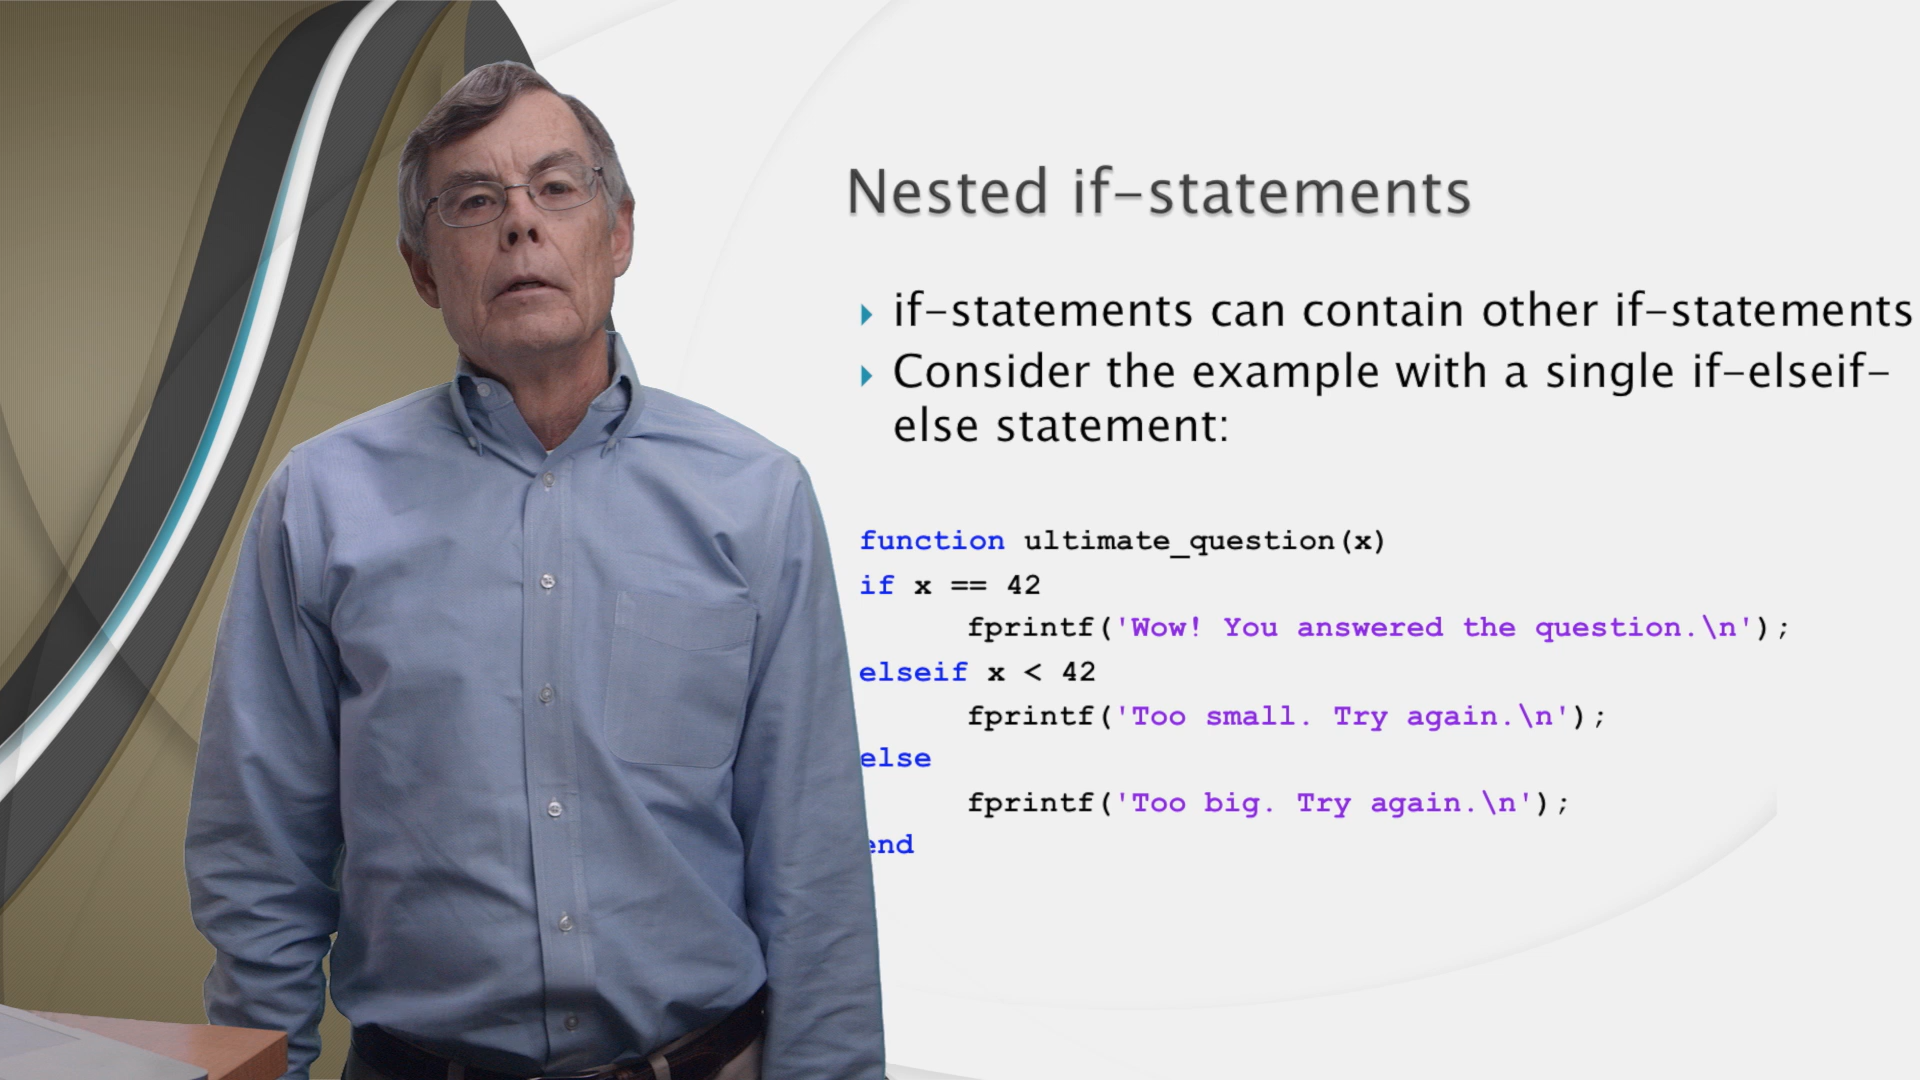 Nested if-statements
if-statements can contain other if-statements
Consider the example with a single if-elseif-
else statement:
function ultimate_question(x)
if x == 42
fprintf('Wow! You answered the question.\n');
elseif x < 42
fprintf('Too small. Try again.\n');
else
fprintf('Too big. Try again.\n');
end